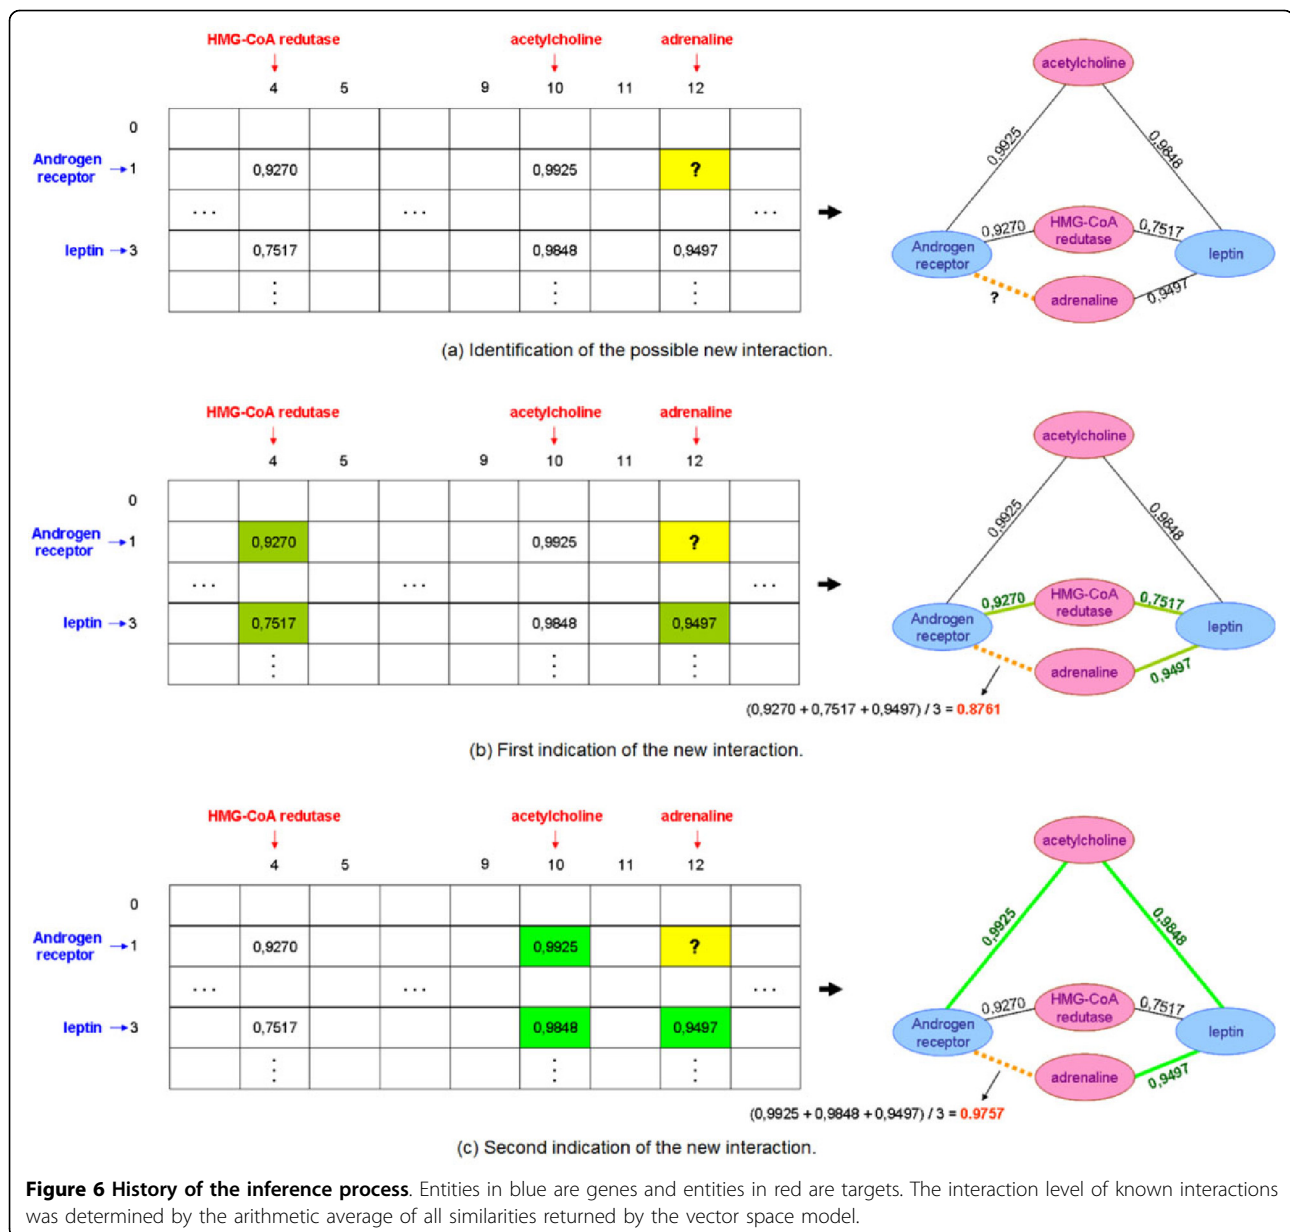 HMG-CoA redutase acetylcholine adrenaline
4 5 9 10 11 12
0
Androgen receptor 1 0,9270 0,9925 ?
... ... ...
leptin 3 0,7517 0,9848 0,9497
⋮ ⋮ ⋮
acetylcholine
0,9925 0,9848
Androgen receptor 0,9270 HMG-CoA redutase 0,7517 leptin
? adrenaline 0,9497
(a) Identification of the possible new interaction.
HMG-CoA redutase acetylcholine adrenaline
4 5 9 10 11 12
0
Androgen receptor 1 0,9270 0,9925 ?
... ... ...
leptin 3 0,7517 0,9848 0,9497
⋮ ⋮ ⋮
acetylcholine
0,9925 0,9848
Androgen receptor 0,9270 HMG-CoA redutase 0,7517 leptin
adrenaline 0,9497
(0,9270 + 0,7517 + 0,9497) / 3 = 0.8761
(b) First indication of the new interaction.
HMG-CoA redutase acetylcholine adrenaline
4 5 9 10 11 12
0
Androgen receptor 1 0,9270 0,9925 ?
... ... ...
leptin 3 0,7517 0,9848 0,9497
⋮ ⋮ ⋮
acetylcholine
0,9925 0,9848
Androgen receptor 0,9270 HMG-CoA redutase 0,7517 leptin
adrenaline 0,9497
(0,9925 + 0,9848 + 0,9497) / 3 = 0.9757
(c) Second indication of the new interaction.
Figure 6 History of the inference process. Entities in blue are genes and entities in red are targets. The interaction level of known interactions
was determined by the arithmetic average of all similarities returned by the vector space model.